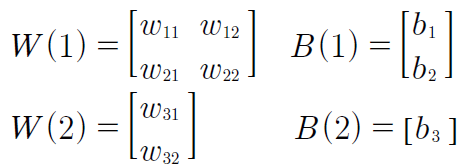 W(1) = [w₁₁ w₁₂; w₂₁ w₂₂] B(1) = [b₁; b₂]
W(2) = [w₃₁; w₃₂] B(2) = [b₃]